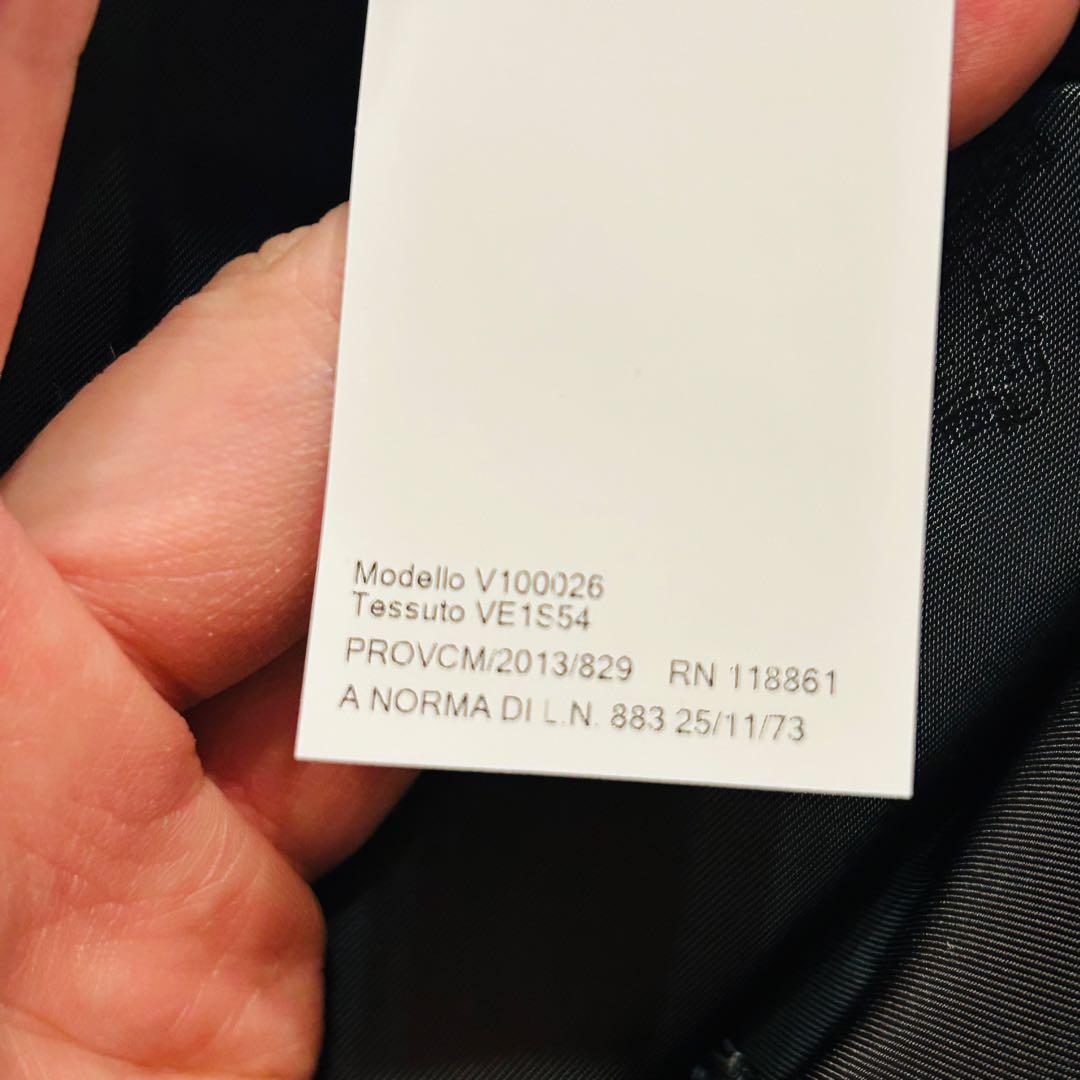 Modello V100026
Tessuto VE1S54
PROVCM/2013/829 RN 118861
A NORMA DI L.N. 883 25/11/73